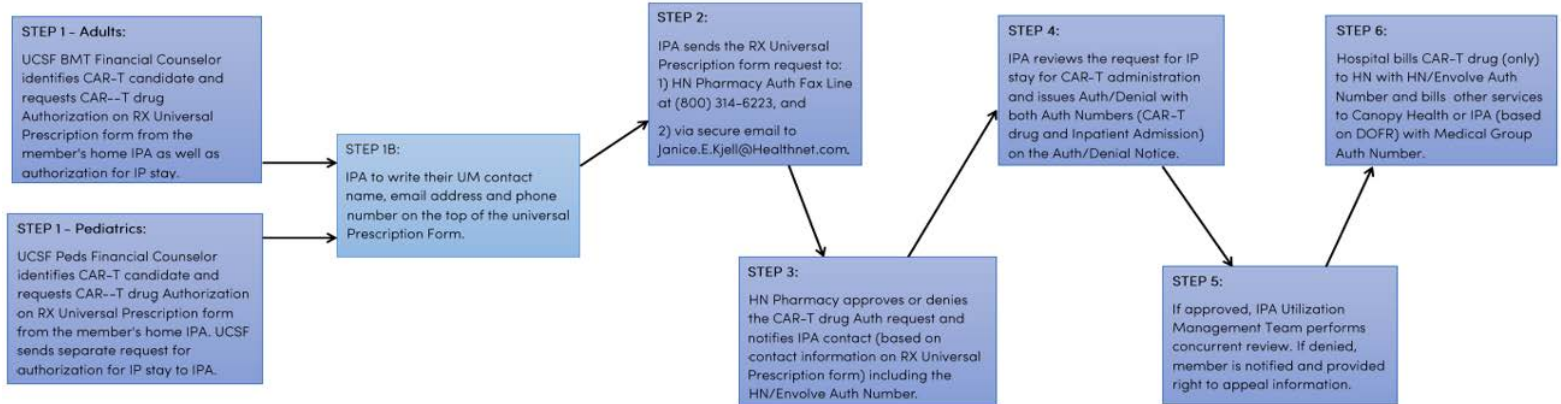 STEP 1 - Adults:
UCSF BMT Financial Counselor
identifies CAR-T candidate and
requests CAR--T drug
Authorization on RX Universal
Prescription form from the
member's home IPA as well as
authorization for IP stay.
STEP 1 - Pediatrics:
UCSF Peds Financial Counselor
identifies CAR-T candidate and
requests CAR--T drug Authorization
on RX Universal Prescription form
from the member's home IPA. UCSF
sends separate request for
authorization for IP stay to IPA.
STEP 1B:
IPA to write their UM contact
name, email address and phone
number on the top of the universal
Prescription Form.
STEP 2:
IPA sends the RX Universal
Prescription form request to:
1) HN Pharmacy Auth Fax Line
at (800) 314-6223, and
2) via secure email to
Janice.E.Kjell@Healthnet.com.
STEP 3:
HN Pharmacy approves or denies
the CAR-T drug Auth request and
notifies IPA contact (based on
contact information on RX Universal
Prescription form) including the
HN/Envolve Auth Number.
STEP 4:
IPA reviews the request for IP
stay for CAR-T administration
and issues Auth/Denial with
both Auth Numbers (CAR-T
drug and Inpatient Admission)
on the Auth/Denial Notice.
STEP 5:
If approved, IPA Utilization
Management Team performs
concurrent review. If denied,
member is notified and provided
right to appeal information.
STEP 6:
Hospital bills CAR-T drug (only)
to HN with HN/Envolve Auth
Number and bills other services
to Canopy Health or IPA (based
on DOFR) with Medical Group
Auth Number.